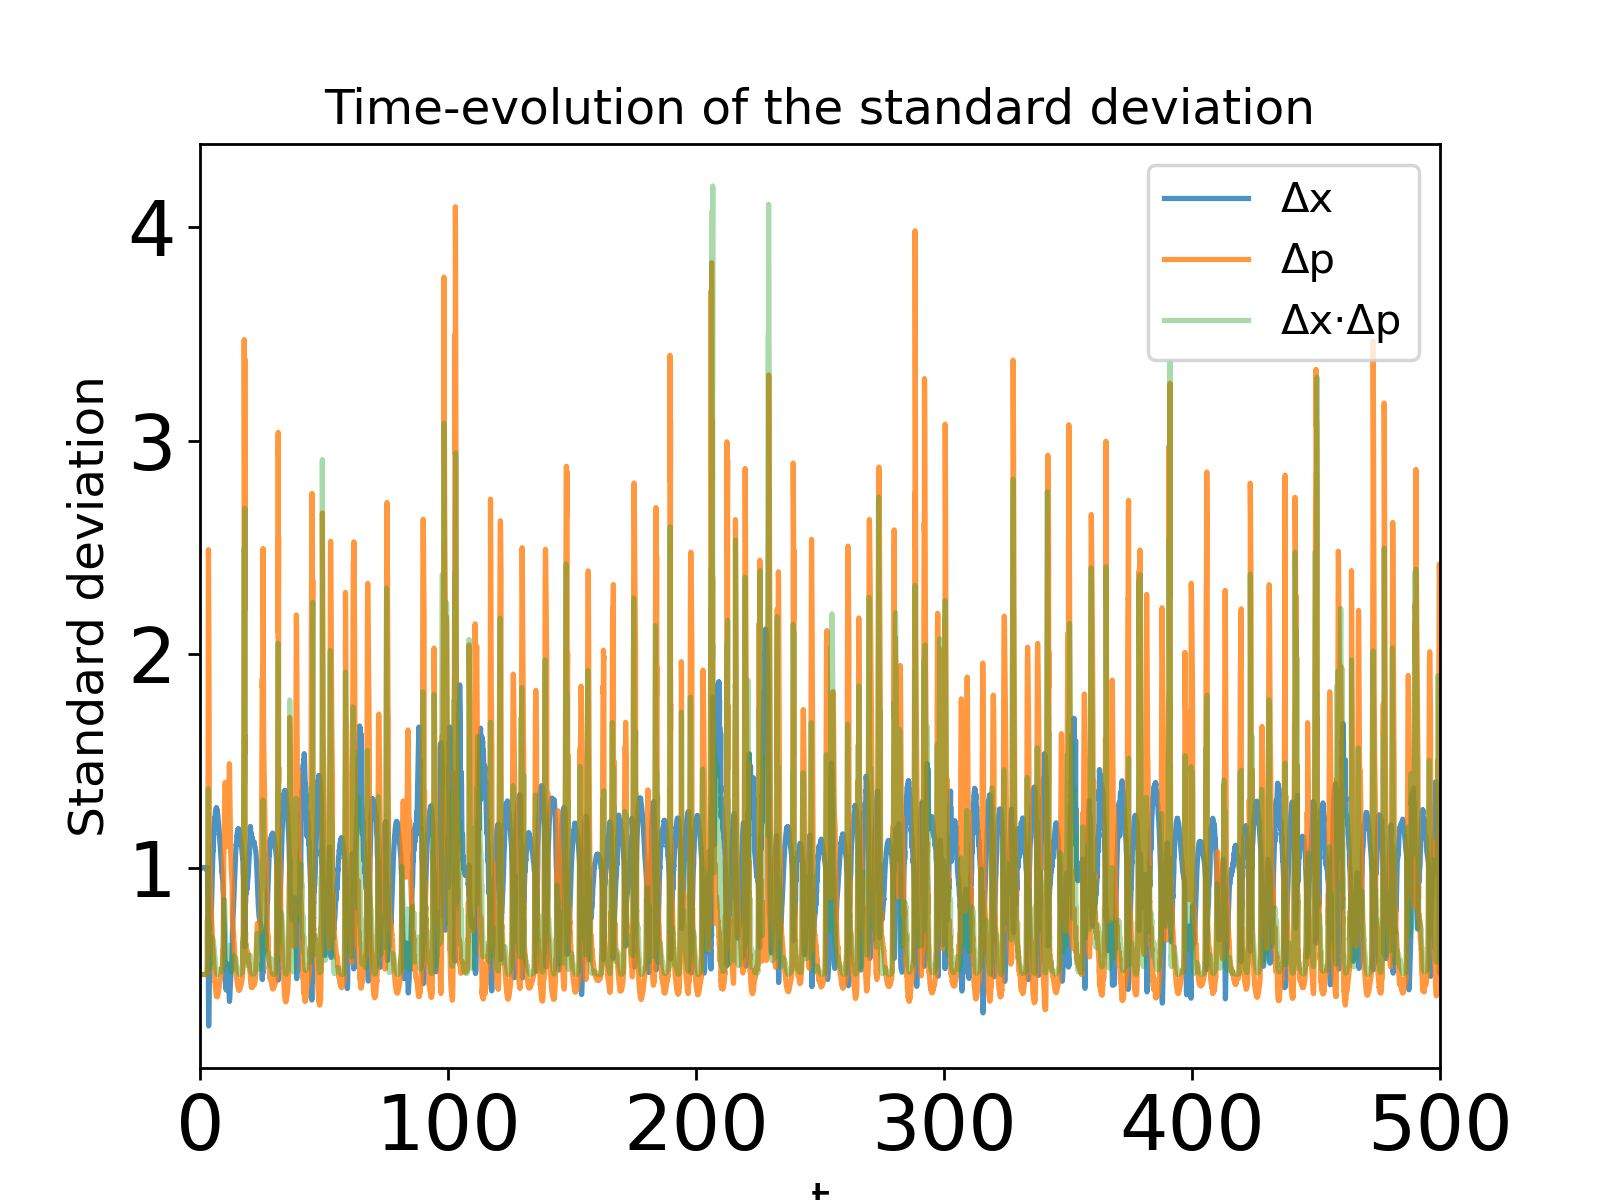 Time-evolution of the standard deviation
Δx
Δp
Δx·Δp
Standard deviation
4
3
2
1
0 100 200 300 400 500
t